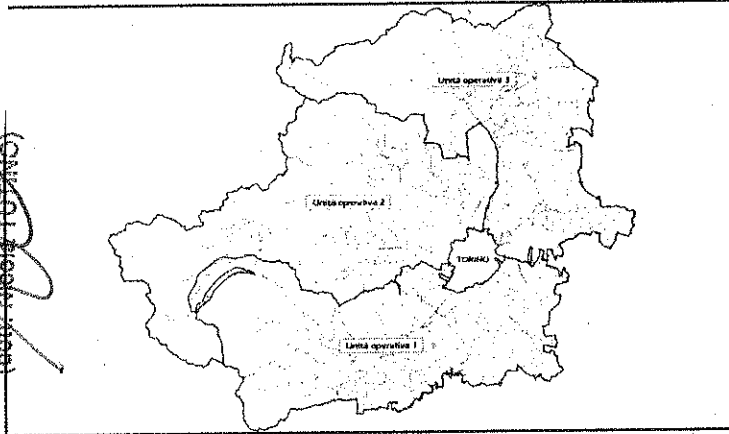 Unità operativa 3
Unità operativa 2
TORINO
Unità operativa 1